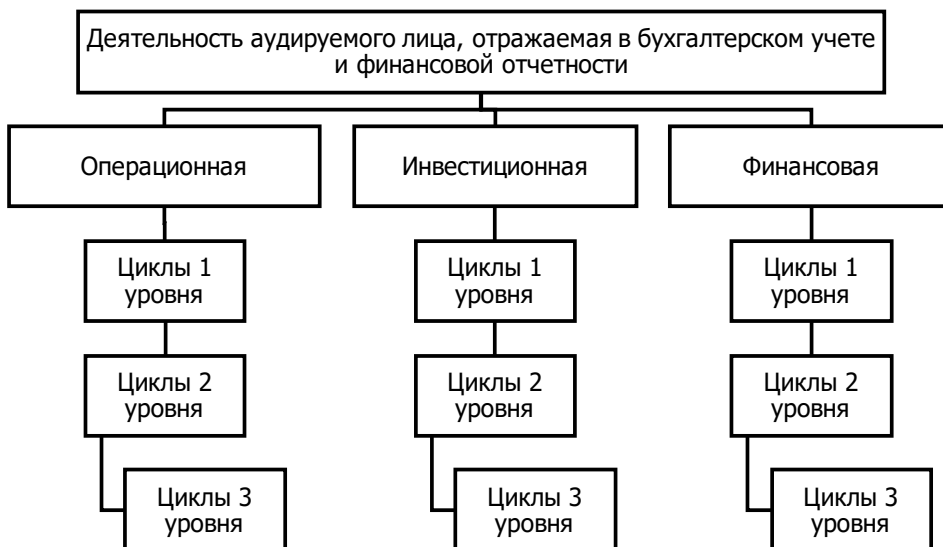 Деятельность аудируемого лица, отражаемая в бухгалтерском учете
и финансовой отчетности
Операционная
Инвестиционная
Финансовая
Циклы 1
уровня
Циклы 1
уровня
Циклы 1
уровня
Циклы 2
уровня
Циклы 2
уровня
Циклы 2
уровня
Циклы 3
уровня
Циклы 3
уровня
Циклы 3
уровня